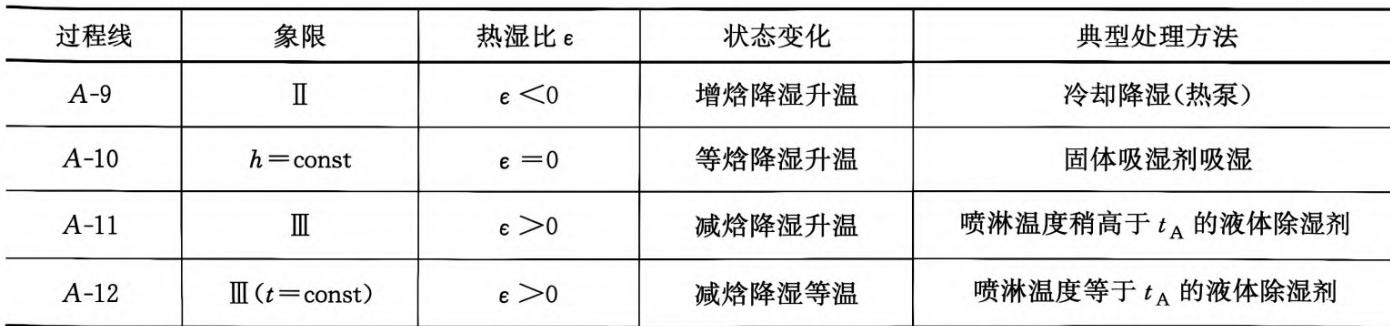 过程线 象限 热湿比 ε 状态变化 典型处理方法
A-9 Ⅱ ε<0 增焓降湿升温 冷却降湿(热泵)
A-10 h=const ε=0 等焓降湿升温 固体吸湿剂吸湿
A-11 Ⅲ ε>0 减焓降湿升温 喷淋温度稍高于 t_A 的液体除湿剂
A-12 Ⅲ(t=const) ε>0 减焓降湿等温 喷淋温度等于 t_A 的液体除湿剂